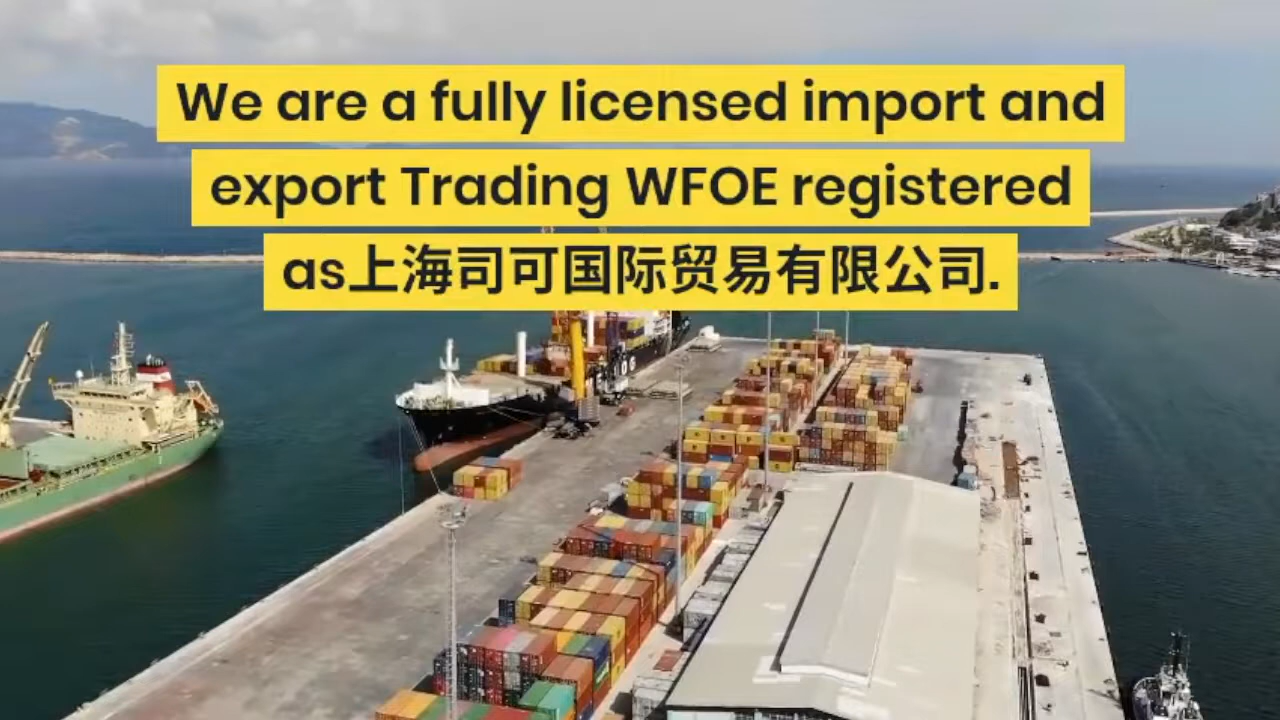 We are a fully licensed import and
export Trading WFOE registered
as上海司可国际贸易有限公司.